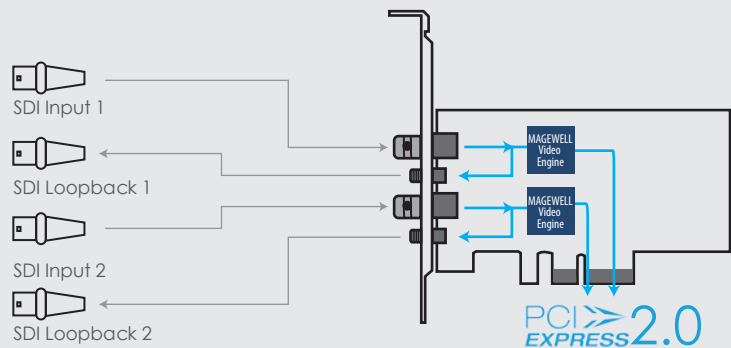 SDI Input 1
SDI Loopback 1
SDI Input 2
SDI Loopback 2
MAGEWELL
Video
Engine
MAGEWELL
Video
Engine
PCI
EXPRESS 2.0